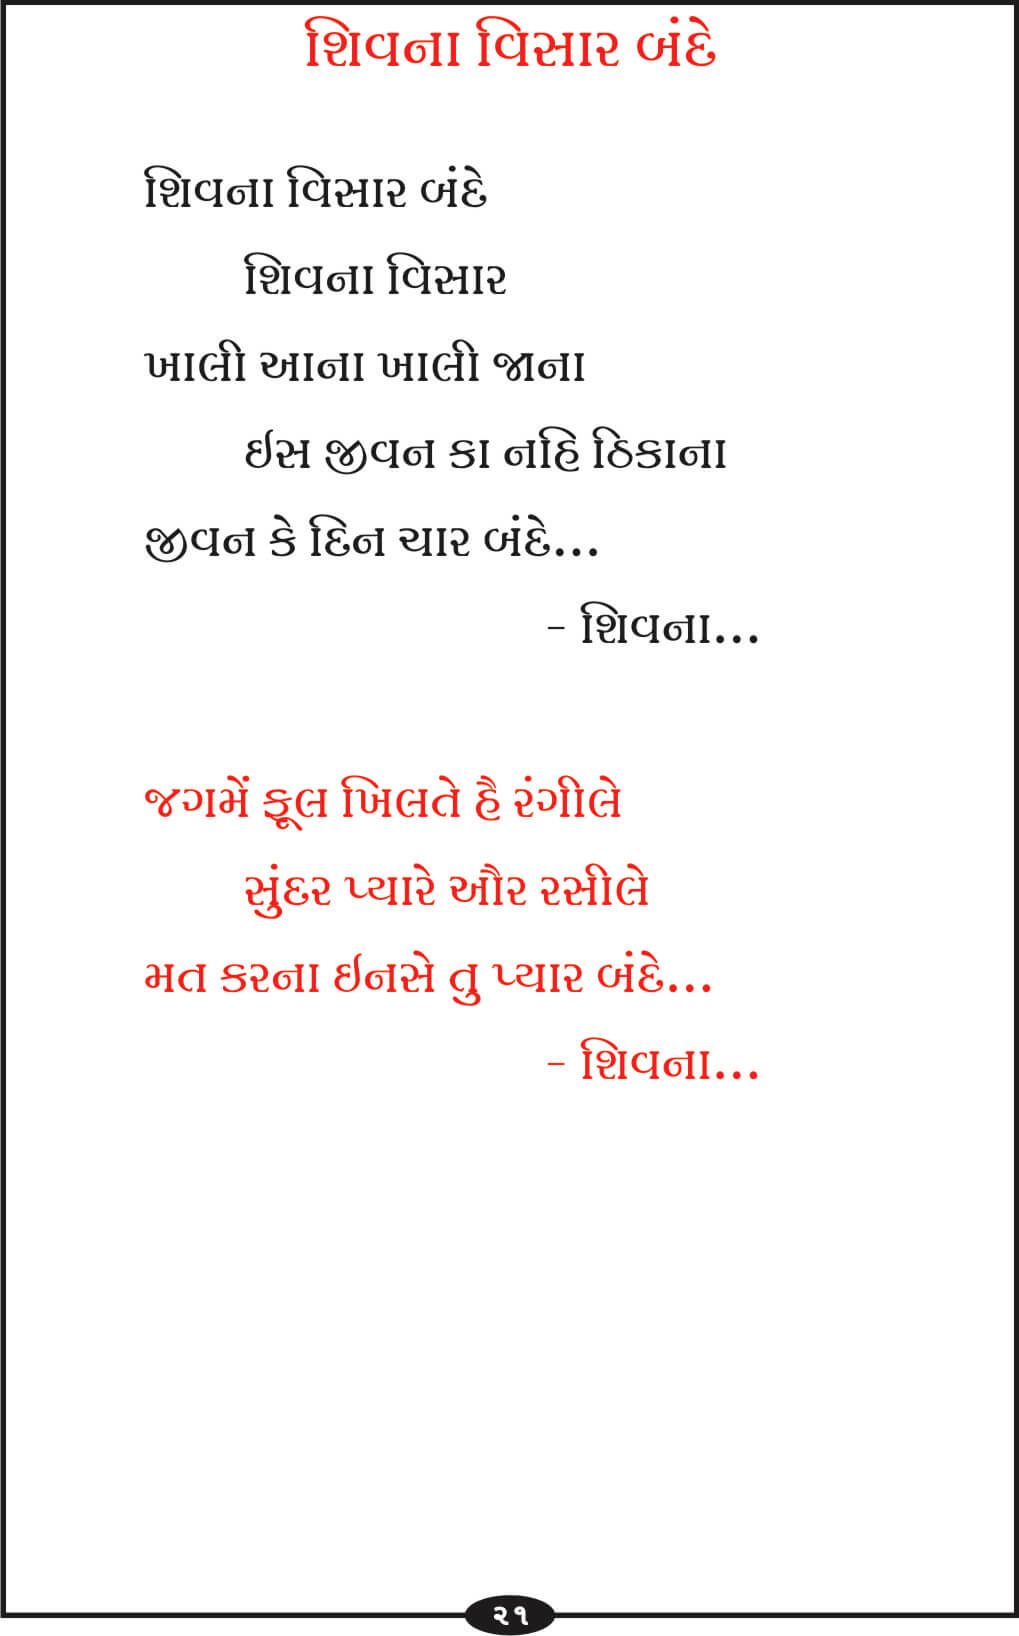 શિવના વિસાર બંદે
શિવના વિસાર બંદે
શિવના વિસાર
ખાલી આના ખાલી જાના
ઈસ જીવન કા નહિ ઠિકાના
જીવન કે દિન ચાર બંદે...
- શિવના...
જગમેં ફૂલ ખિલતે હૈ રંગીલે
સુંદર પ્યારે ઔર રસીલે
મત કરના ઈનસે તુ પ્યાર બંદે...
- શિવના...
૨૧